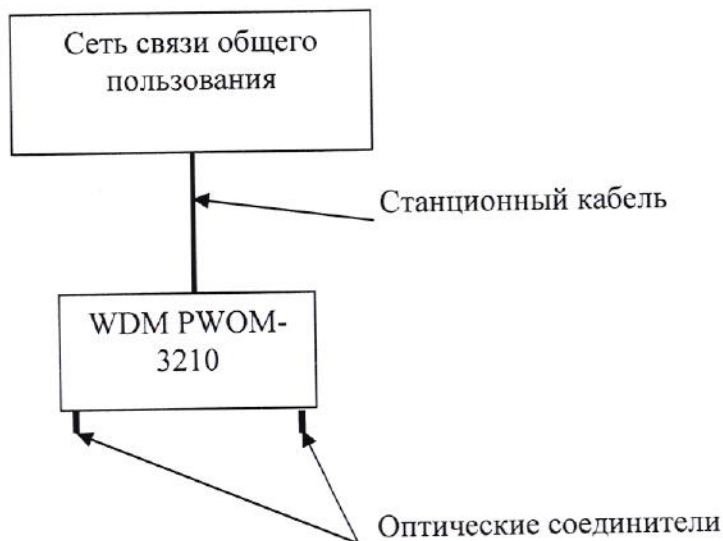 Сеть связи общего
пользования
Станционный кабель
WDM PWOM-
3210
Оптические соединители